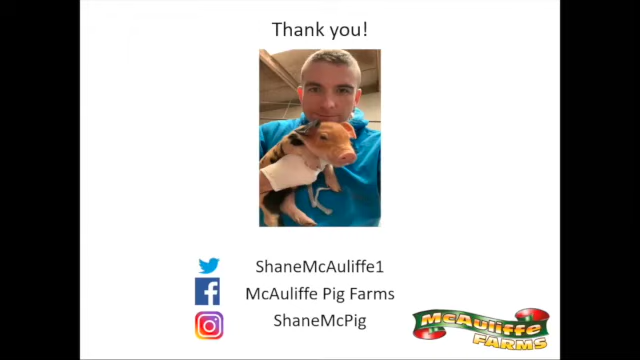 Thank you!
ShaneMcAuliffe1
McAuliffe Pig Farms
ShaneMcPig
McAuliffe
FARMS